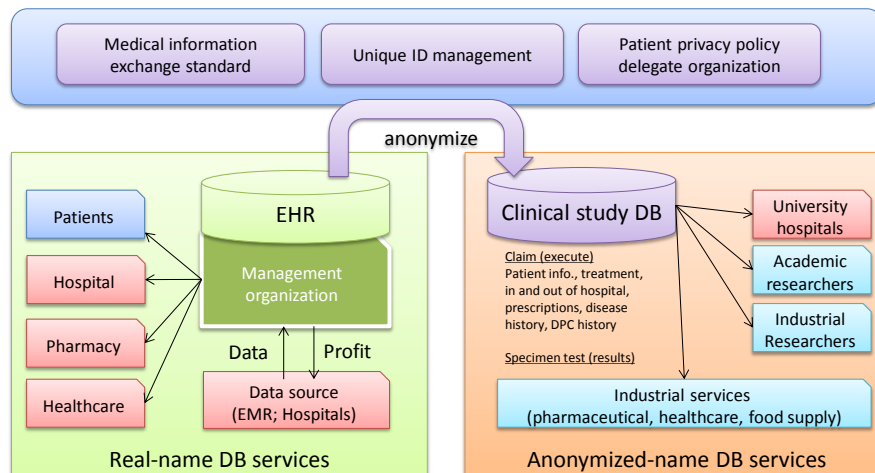 Medical information
exchange standard
Unique ID management
Patient privacy policy
delegate organization
anonymize
EHR
Management
organization
Patients
Hospital
Pharmacy
Healthcare
Data
Profit
Data source
(EMR; Hospitals)
Real-name DB services
Clinical study DB
Claim (execute)
Patient info., treatment,
in and out of hospital,
prescriptions, disease
history, DPC history
Specimen test (results)
University
hospitals
Academic
researchers
Industrial
Researchers
Industrial services
(pharmaceutical, healthcare, food supply)
Anonymized-name DB services